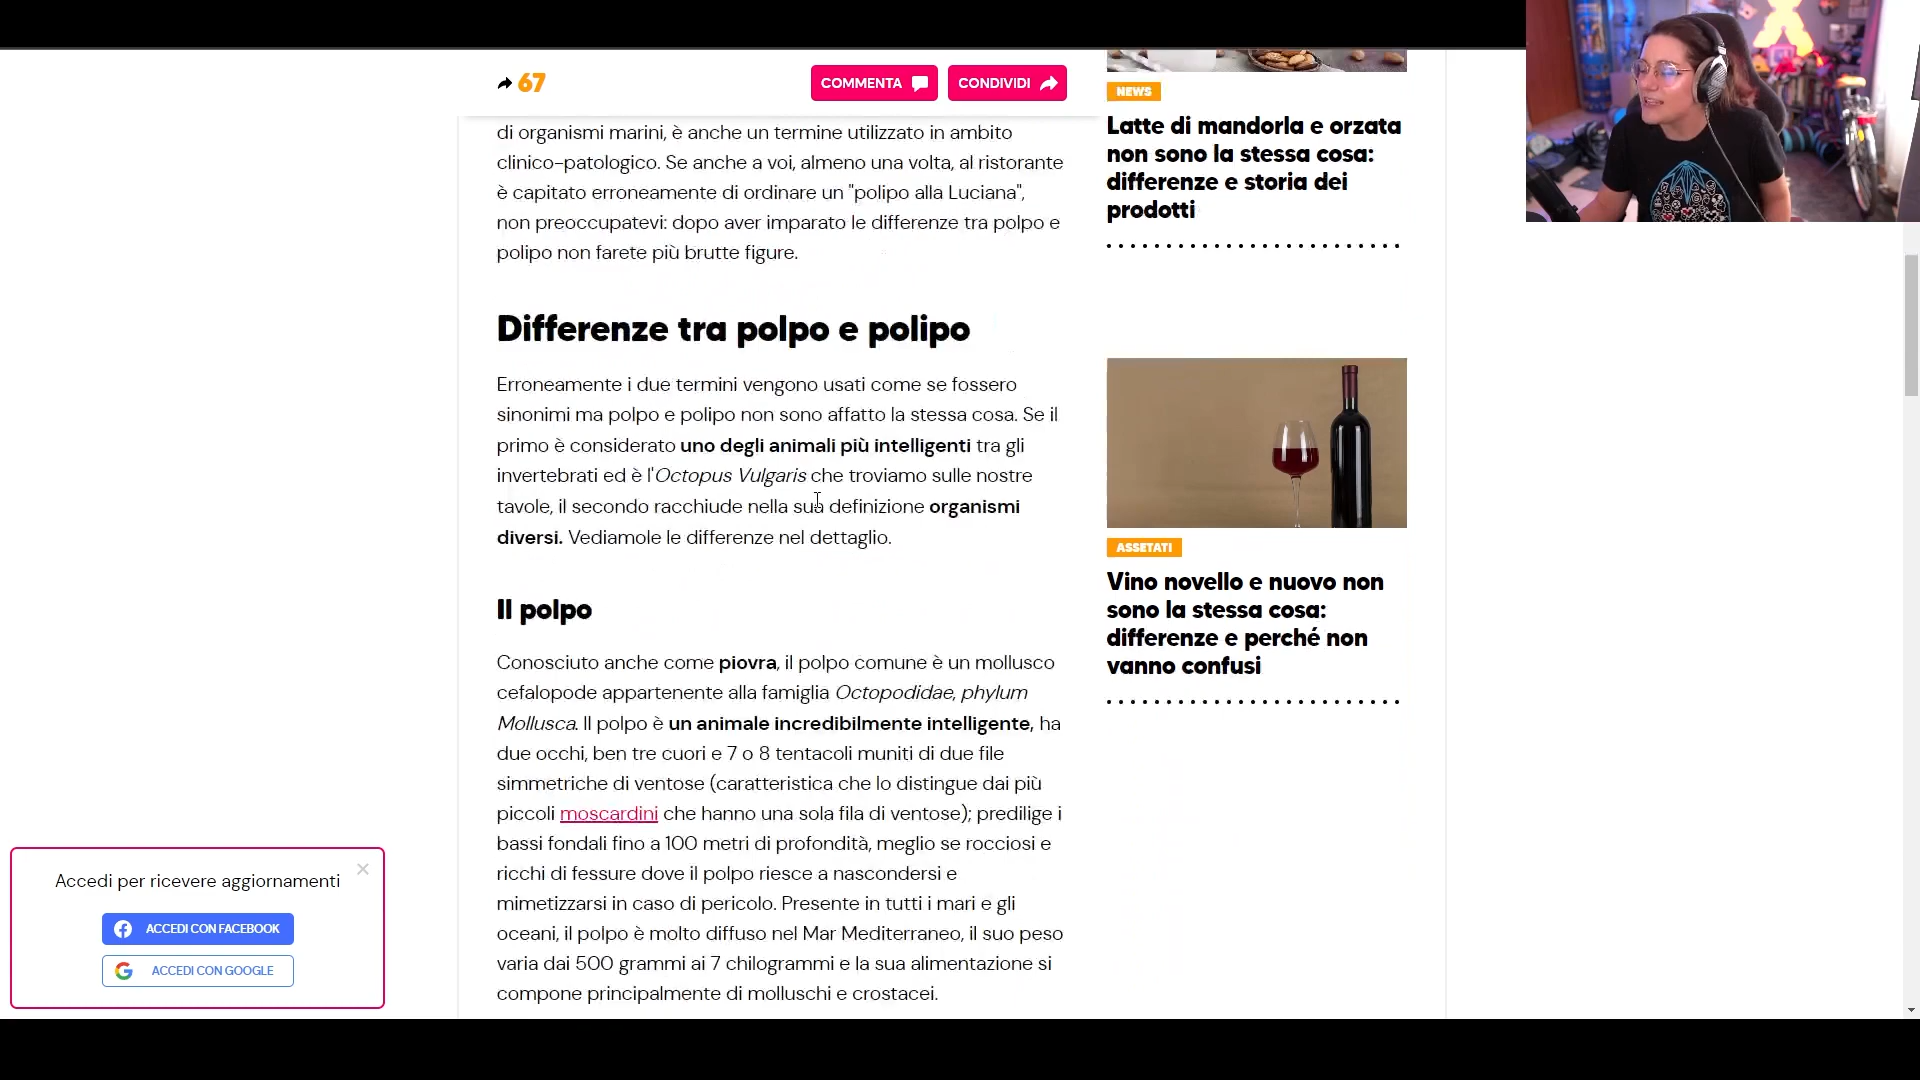 67
COMMENTA
CONDIVIDI
di organismi marini, è anche un termine utilizzato in ambito
clinico-patologico. Se anche a voi, almeno una volta, al ristorante
è capitato erroneamente di ordinare un "polipo alla Luciana",
non preoccupatevi: dopo aver imparato le differenze tra polpo e
polipo non farete più brutte figure.
Differenze tra polpo e polipo
Erroneamente i due termini vengono usati come se fossero
sinonimi ma polpo e polipo non sono affatto la stessa cosa. Se il
primo è considerato uno degli animali più intelligenti tra gli
invertebrati ed è l'Octopus Vulgaris che troviamo sulle nostre
tavole, il secondo racchiude nella sua definizione organismi
diversi. Vediamole le differenze nel dettaglio.
Il polpo
Conosciuto anche come piovra, il polpo comune è un mollusco
cefalopode appartenente alla famiglia Octopodidae, phylum
Mollusca. Il polpo è un animale incredibilmente intelligente, ha
due occhi, ben tre cuori e 7 o 8 tentacoli muniti di due file
simmetriche di ventose (caratteristica che lo distingue dai più
piccoli moscardini che hanno una sola fila di ventose); predilige i
bassi fondali fino a 100 metri di profondità, meglio se rocciosi e
ricchi di fessure dove il polpo riesce a nascondersi e
mimetizzarsi in caso di pericolo. Presente in tutti i mari e gli
oceani, il polpo è molto diffuso nel Mar Mediterraneo, il suo peso
varia dai 500 grammi ai 7 chilogrammi e la sua alimentazione si
compone principalmente di molluschi e crostacei.
NEWS
Latte di mandorla e orzata
non sono la stessa cosa:
differenze e storia dei
prodotti
ASSETATI
Vino novello e nuovo non
sono la stessa cosa:
differenze e perché non
vanno confusi
Accedi per ricevere aggiornamenti
ACCEDI CON FACEBOOK
ACCEDI CON GOOGLE